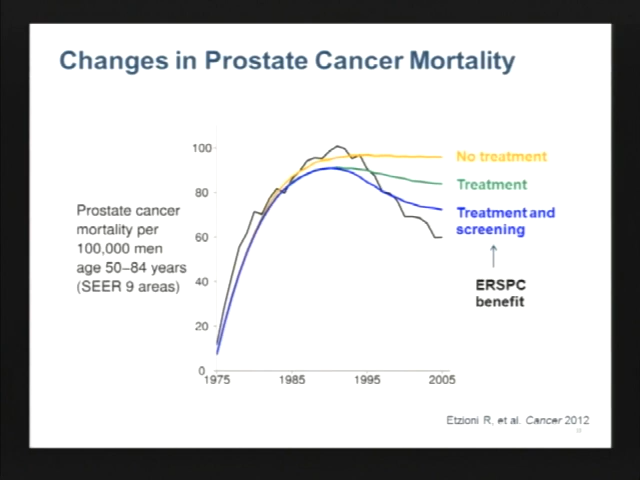 Changes in Prostate Cancer Mortality
100
80
60
40
20
0
1975
1985
1995
2005
Prostate cancer
mortality per
100,000 men
age 50–84 years
(SEER 9 areas)
No treatment
Treatment
Treatment and
screening
ERSPC
benefit
Etzioni R, et al. Cancer 2012